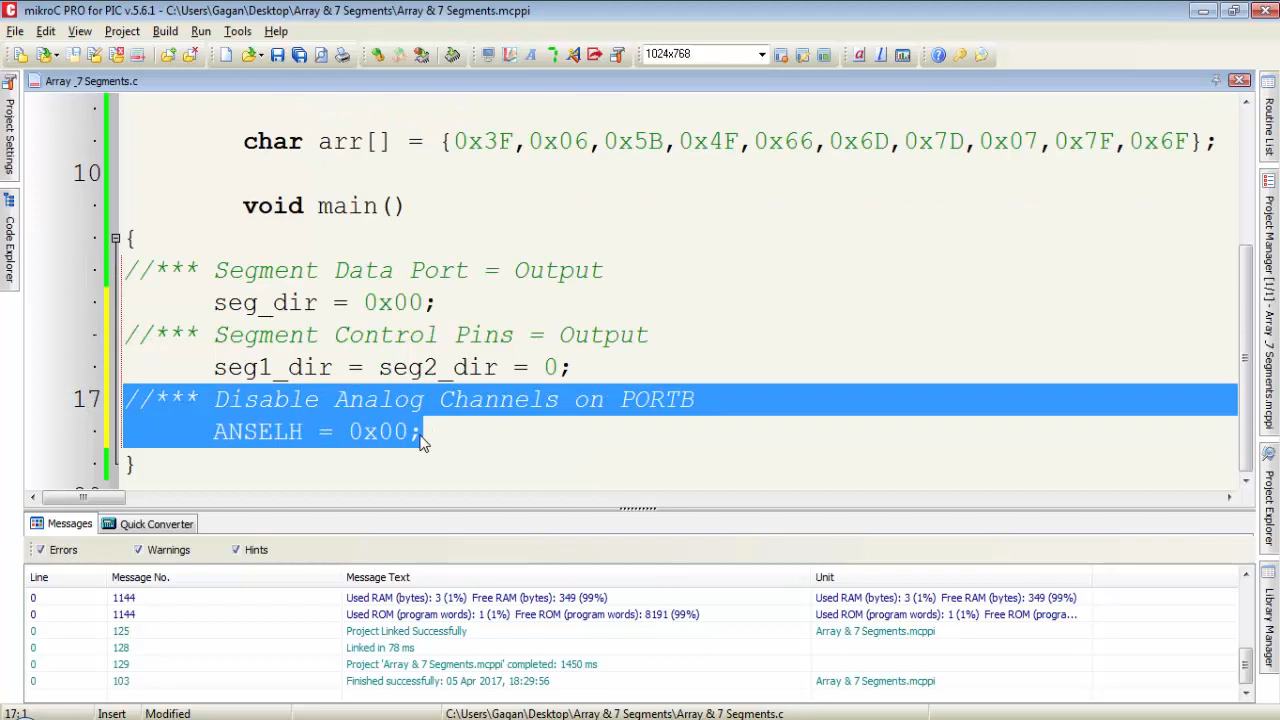 mikroC PRO for PIC v.5.6.1 - C:\Users\Gagan\Desktop\Array & 7 Segments\Array & 7 Segments.mcppi
File Edit View Project Build Run Tools Help
1024x768
Array _7 Segments.c
Project Settings
Code Explorer
char arr[] = {0x3F,0x06,0x5B,0x4F,0x66,0x6D,0x7D,0x07,0x7F,0x6F};
10
void main()
{
//*** Segment Data Port = Output
seg_dir = 0x00;
//*** Segment Control Pins = Output
seg1_dir = seg2_dir = 0;
17 //*** Disable Analog Channels on PORTB
ANSELH = 0x00;
}
Routine List
Project Manager [1/1] - Array & 7 Segments.m
Project Explorer
Library Manager
Messages Quick Converter
Errors Warnings Hints
Line Message No. Message Text Unit
0 1144 Used RAM (bytes): 3 (1%) Free RAM (bytes): 349 (99%) Used RAM (bytes): 3 (1%) Free RAM (bytes): 349 (99%)
0 1144 Used ROM (program words): 1 (1%) Free ROM (program words): 8191 (99%) Used ROM (program words): 1 (1%) Free ROM (progra...
0 125 Project Linked Successfully Array & 7 Segments.mcppi
0 128 Linked in 78 ms
0 129 Project 'Array & 7 Segments.mcppi' completed: 1450 ms
0 103 Finished successfully: 05 Apr 2017, 18:29:56 Array & 7 Segments.mcppi
17:1 Insert Modified C:\Users\Gagan\Desktop\Array & 7 Segments\Array & 7 Segments.c